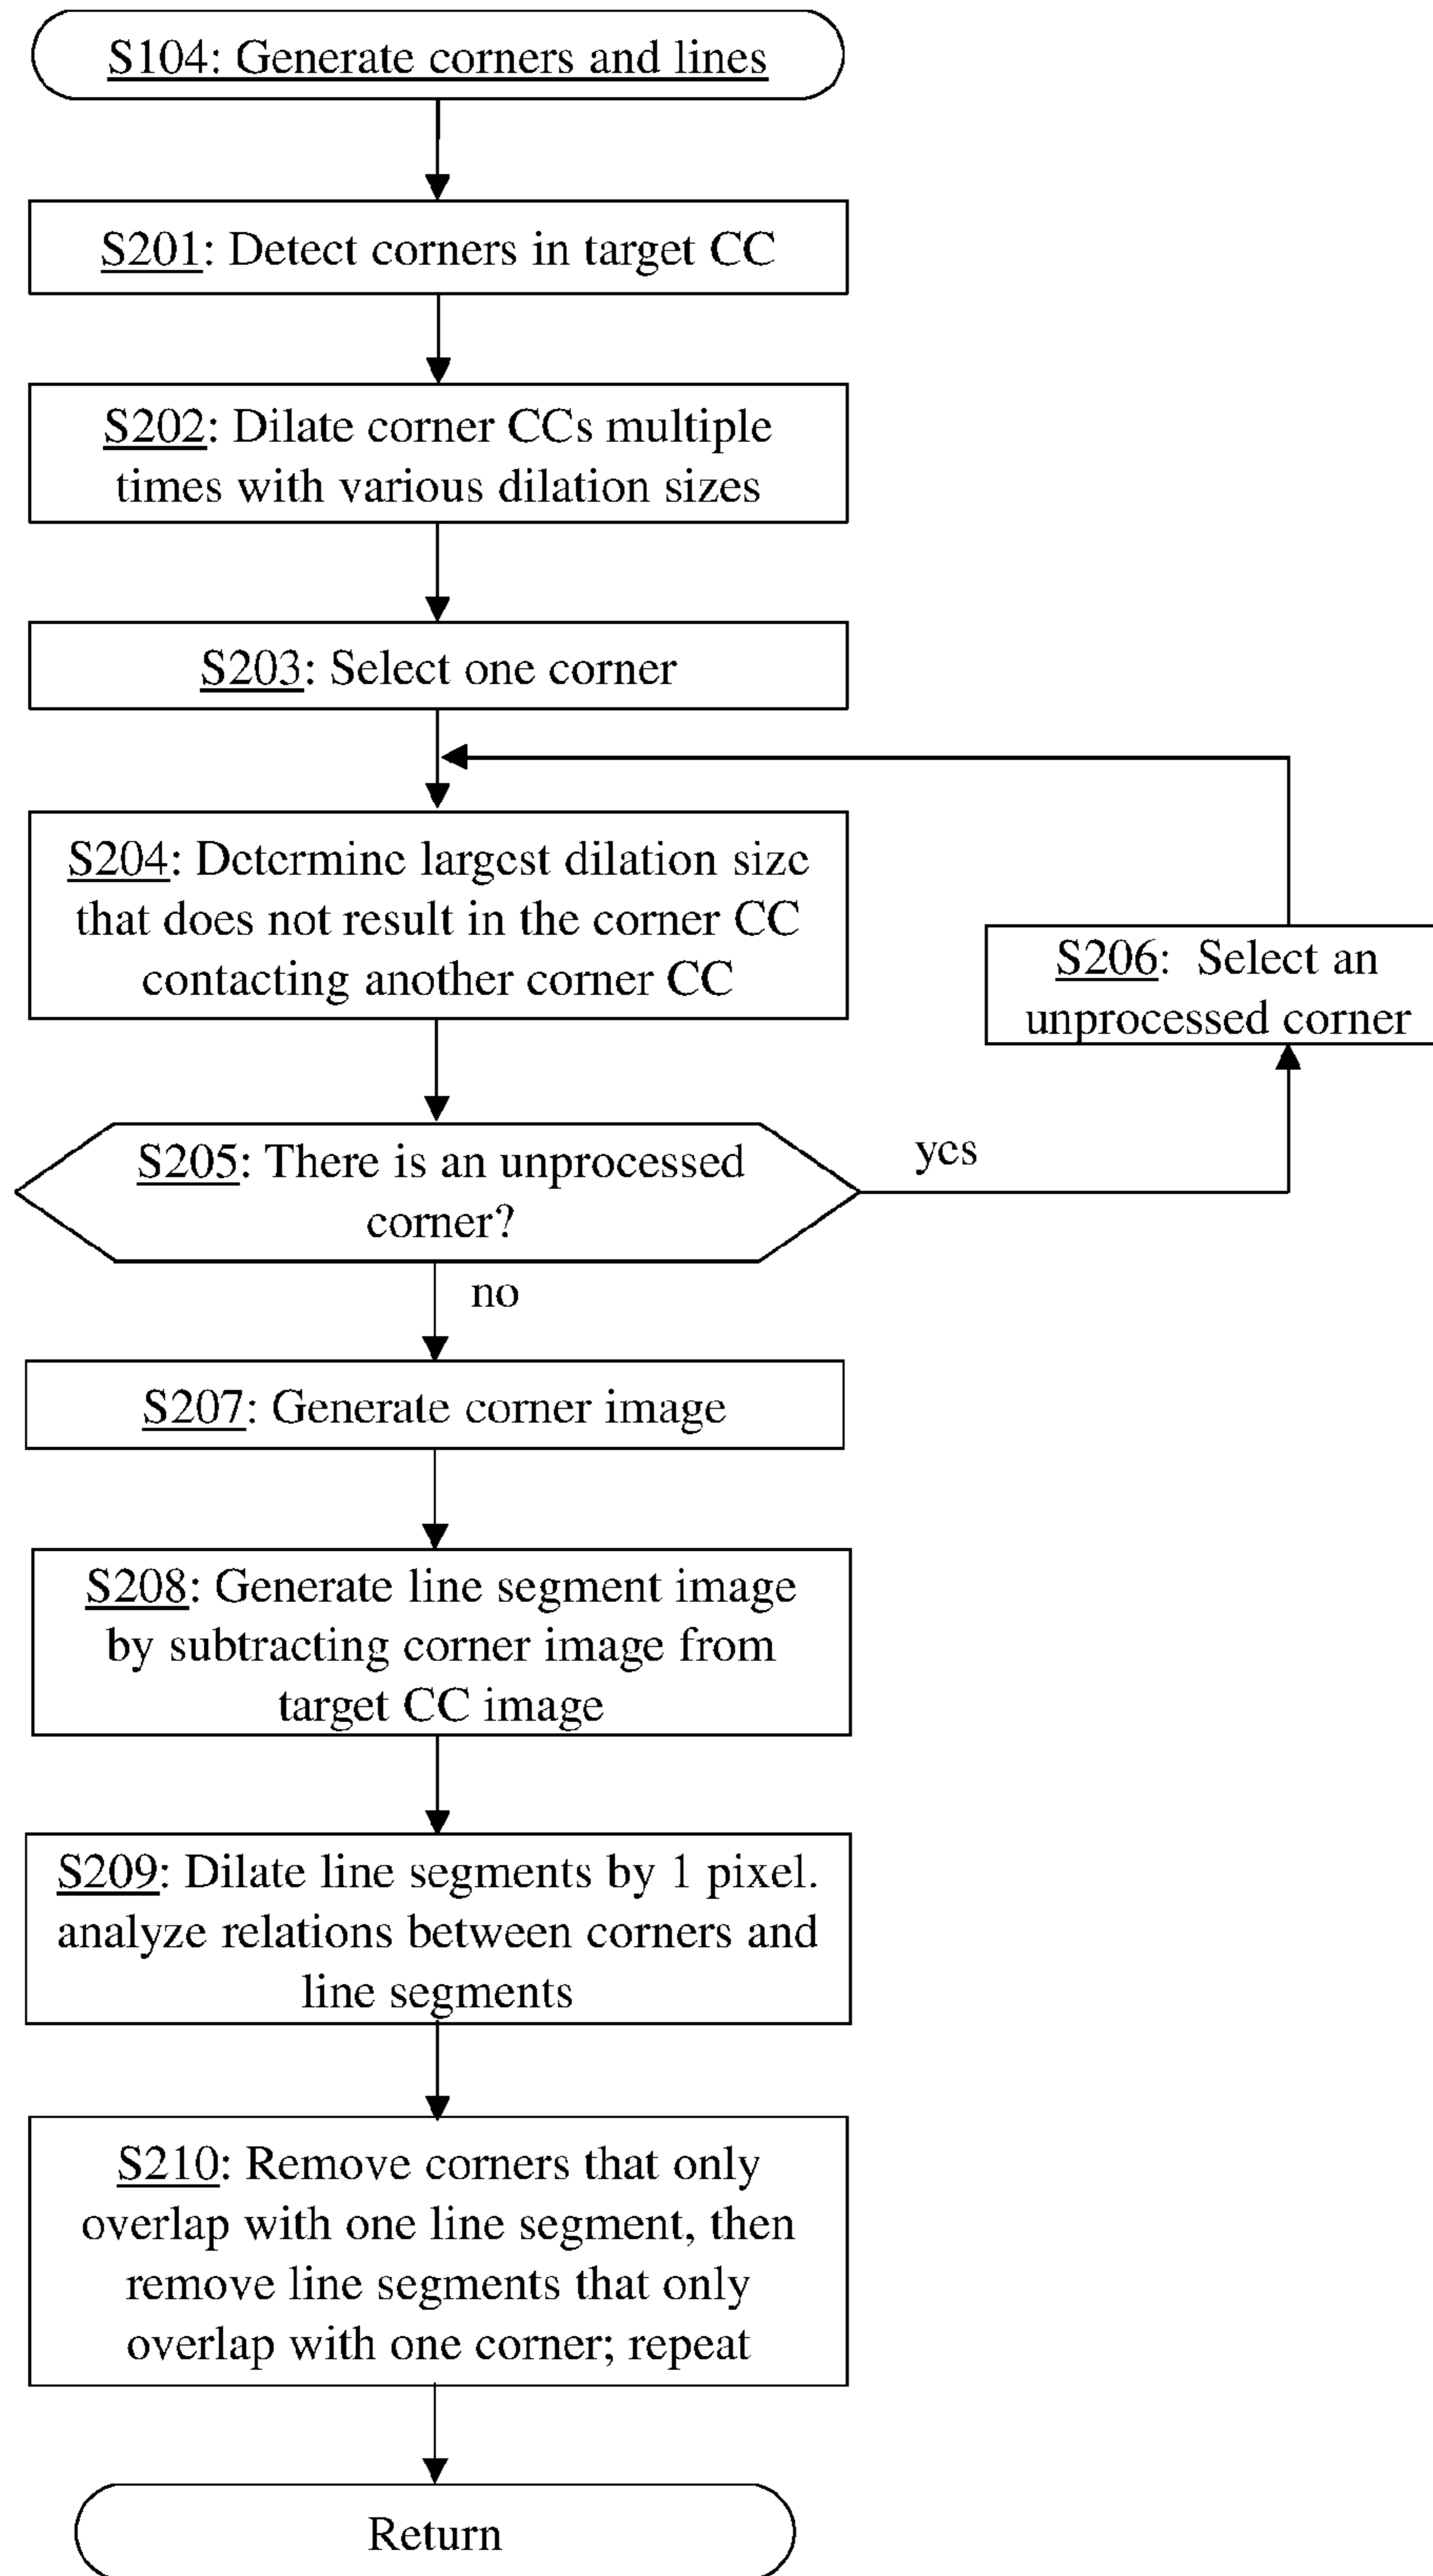 S104: Generate corners and lines
S201: Detect corners in target CC
S202: Dilate corner CCs multiple
times with various dilation sizes
S203: Select one corner
S204: Determine largest dilation size
that does not result in the corner CC
contacting another corner CC
S206: Select an
unprocessed corner
S205: There is an unprocessed
corner?
yes
no
S207: Generate corner image
S208: Generate line segment image
by subtracting corner image from
target CC image
S209: Dilate line segments by 1 pixel.
analyze relations between corners and
line segments
S210: Remove corners that only
overlap with one line segment, then
remove line segments that only
overlap with one corner; repeat
Return